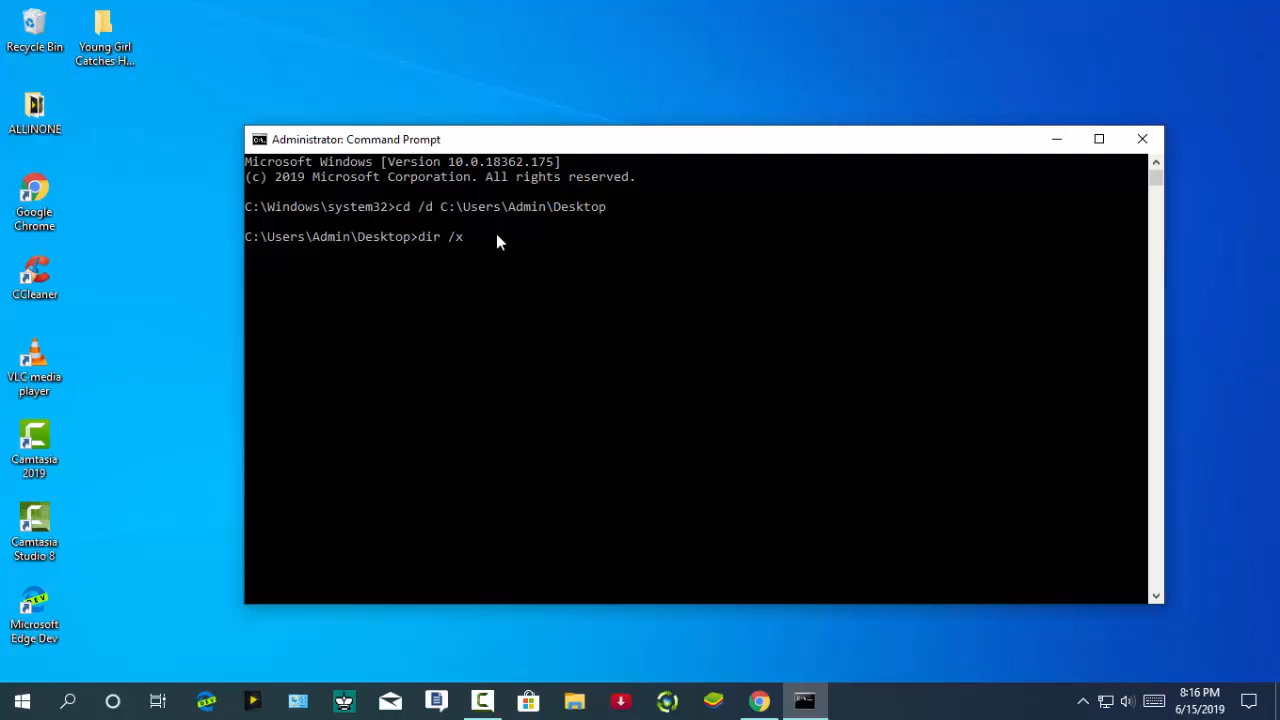 Recycle Bin
Young Girl
Catches H...
ALLINONE
Google
Chrome
CCleaner
VLC media
player
Camtasia
2019
Camtasia
Studio 8
Microsoft
Edge Dev
Administrator: Command Prompt
Microsoft Windows [Version 10.0.18362.175]
(c) 2019 Microsoft Corporation. All rights reserved.
C:\Windows\system32>cd /d C:\Users\Admin\Desktop
C:\Users\Admin\Desktop>dir /x
8:16 PM
6/15/2019